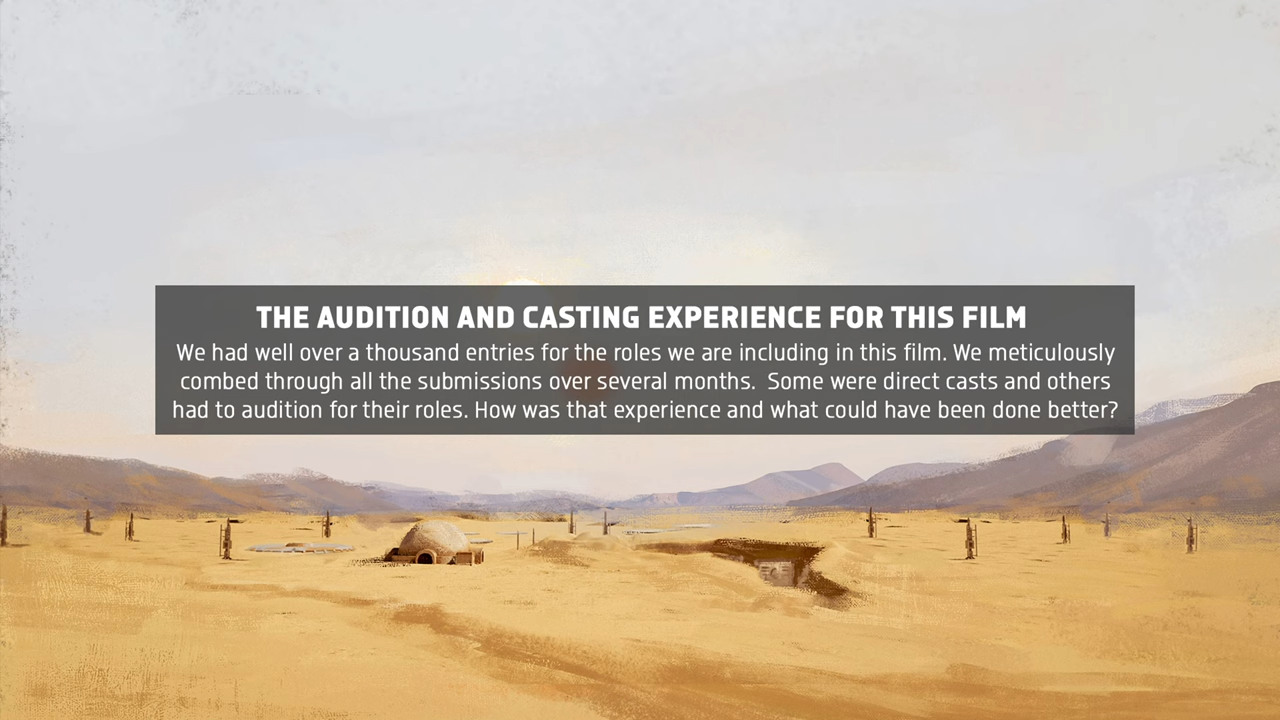 THE AUDITION AND CASTING EXPERIENCE FOR THIS FILM
We had well over a thousand entries for the roles we are including in this film. We meticulously
combed through all the submissions over several months.  Some were direct casts and others
had to audition for their roles. How was that experience and what could have been done better?